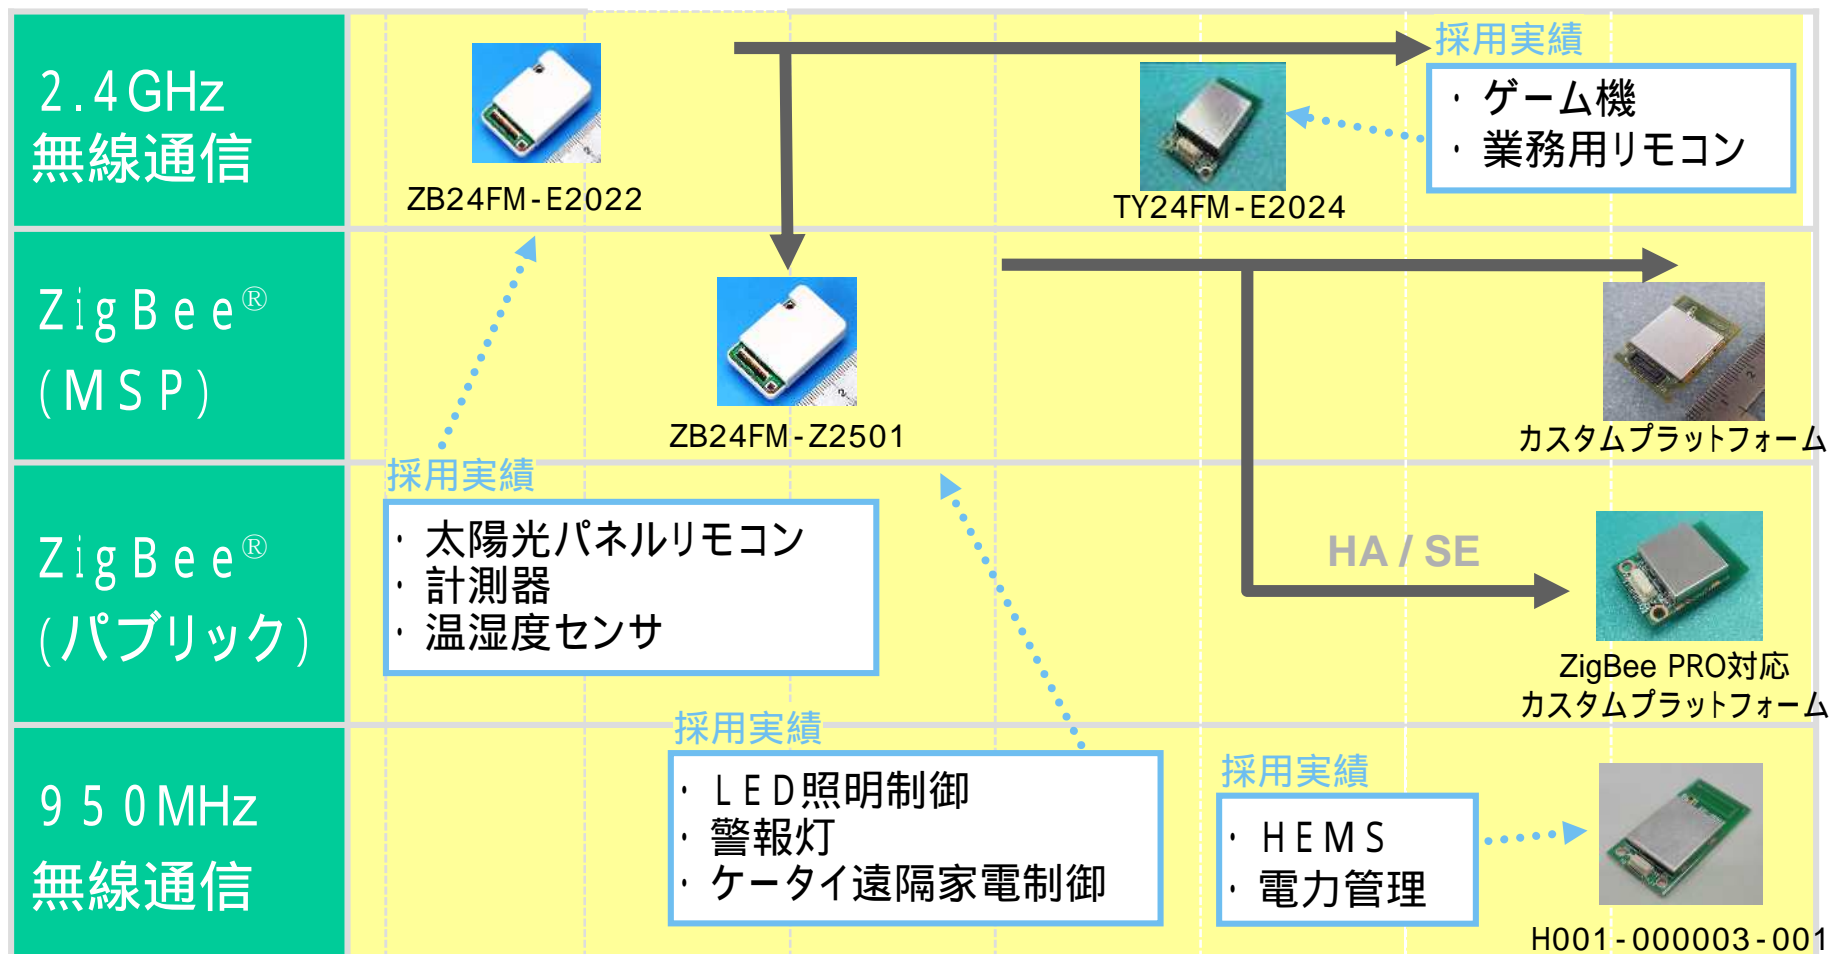 2.4GHz
無線通信
ZB24FM-E2022
TY24FM-E2024
採用実績
・ゲーム機
・業務用リモコン
ZigBee®
(MSP)
ZB24FM-Z2501
カスタムプラットフォーム
ZigBee®
(パブリック)
採用実績
・太陽光パネルリモコン
・計測器
・温湿度センサ
HA / SE
ZigBee PRO対応
カスタムプラットフォーム
950MHz
無線通信
採用実績
・LED照明制御
・警報灯
・ケータイ遠隔家電制御
採用実績
・HEMS
・電力管理
H001-000003-001